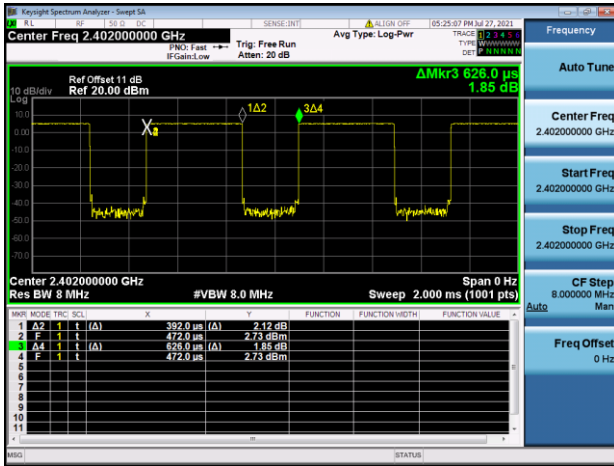 Keysight Spectrum Analyzer - Swept SA
RL RF 50 Ω DC SENSE:INT ALIGN OFF 05:25:07 PM Jul 27, 2021
Center Freq 2.402000000 GHz Avg Type: Log-Pwr TRACE 1 2 3 4 5 6
PNO: Fast Trig: Free Run TYPE WWWWWW
IFGain:Low Atten: 20 dB DET P NNNNN
ΔMkr3 626.0 µs
1.85 dB
Ref Offset 11 dB
10 dB/div Ref 20.00 dBm
Log
10.0
0.00
-10.0
-20.0
-30.0
-40.0
-50.0
-60.0
-70.0
1Δ2 3Δ4
Center 2.402000000 GHz Span 0 Hz
Res BW 8 MHz #VBW 8.0 MHz Sweep 2.000 ms (1001 pts)
MKR MODE TRC SCL X Y FUNCTION FUNCTION WIDTH FUNCTION VALUE
1 Δ2 1 t (Δ) 392.0 µs (Δ) 2.12 dB
2 F 1 t 472.0 µs 2.73 dBm
3 Δ4 1 t (Δ) 626.0 µs (Δ) 1.85 dB
4 F 1 t 472.0 µs 2.73 dBm
5
6
7
8
9
10
11
MSG STATUS
Frequency
Auto Tune
Center Freq
2.402000000 GHz
Start Freq
2.402000000 GHz
Stop Freq
2.402000000 GHz
CF Step
8.000000 MHz
Auto Man
Freq Offset
0 Hz